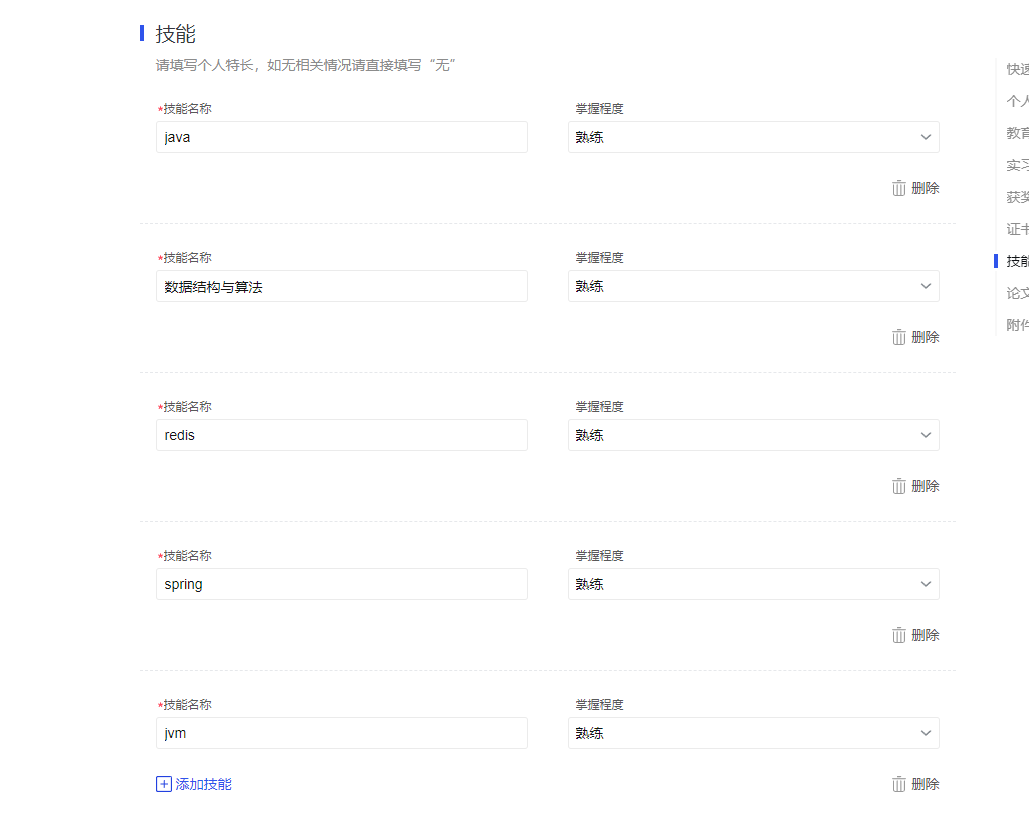 技能
请填写个人特长，如无相关情况请直接填写“无”
*技能名称 掌握程度
java 熟练
删除
*技能名称 掌握程度
数据结构与算法 熟练
删除
*技能名称 掌握程度
redis 熟练
删除
*技能名称 掌握程度
spring 熟练
删除
*技能名称 掌握程度
jvm 熟练
添加技能 删除
快速
个人
教育
实习
获奖
证书
技能
论文
附件